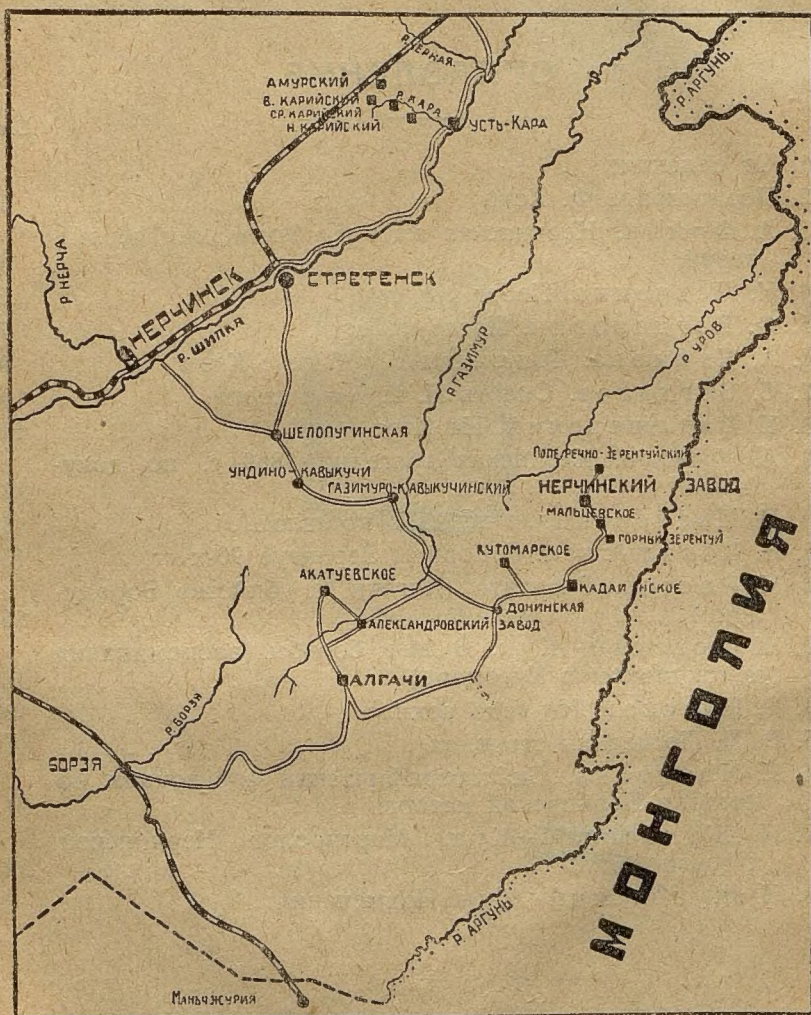 Р. ЧЕРНАЯ.
Р. АРГУНЬ.
АМУРСКИЙ
В. КАРИЙСКИЙ
Р. КАРА
СР. КАРИЙСКИЙ
Н. КАРИЙСКИЙ
УСТЬ-КАРА
Р.
Р НЕРЧА
НЕРЧИНСК
СТРЕТЕНСК
Р. ШИЛКА
Р. ГАЗИМУР
Р УРОВ
ШЕЛОПУГИНСКАЯ
ПОПЕРЕЧНО-ЗЕРЕНТУЙСКИЙ
УНДИНО-КАВЫКУЧИ
ГАЗИМУРО-КАВЫКУЧИНСКИЙ
НЕРЧИНСКИЙ ЗАВОД
МАЛЬЦЕВСКОЕ
ГОРНЫЙ ЗЕРЕНТУЙ
КУТОМАРСКОЕ
АКАТУЕВСКОЕ
КАДАИНСКОЕ
ДОНИНСКАЯ
АЛЕКСАНДРОВСКИЙ ЗАВОД
АЛГАЧИ
Р. БОРЗЯ
БОРЗЯ
МОНГОЛИЯ
Р. АРГУНЬ
МАНЬЧЖУРИЯ